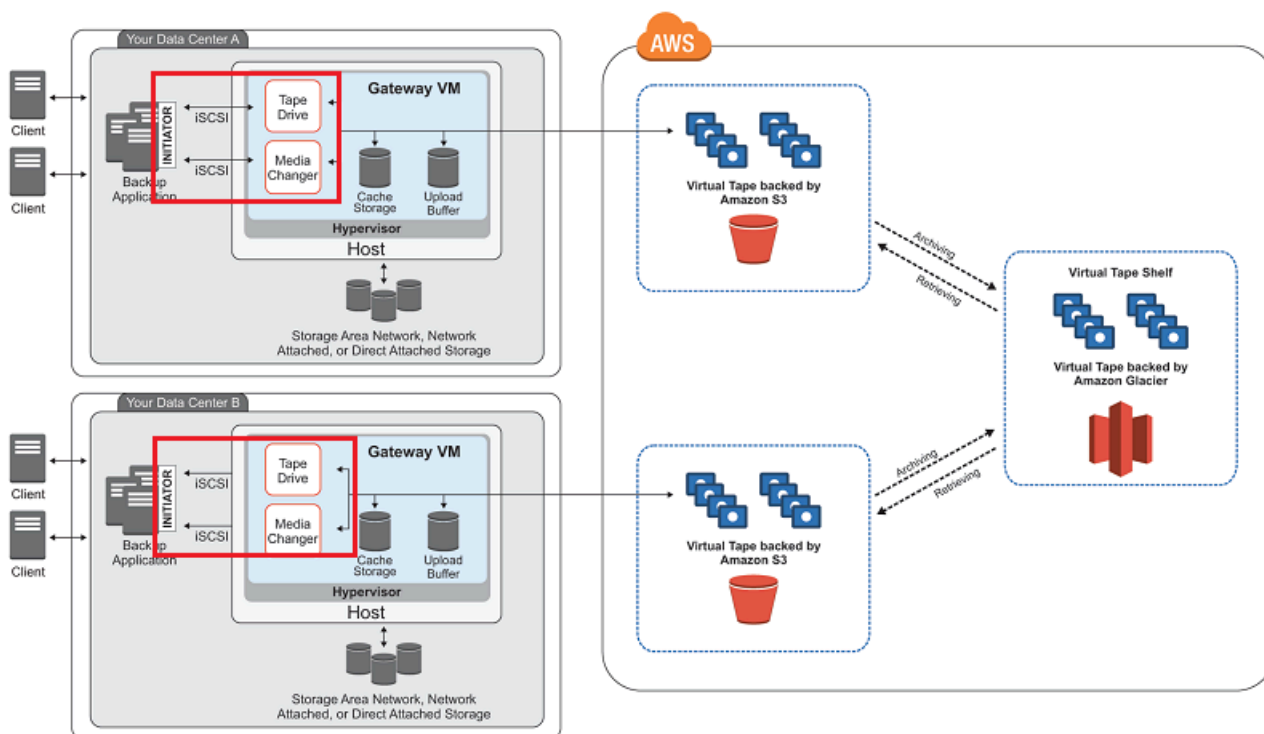 Your Data Center A
Client
Client
Backup
Application
INITIATOR
iSCSI
iSCSI
Tape
Drive
Media
Changer
Gateway VM
Cache
Storage
Upload
Buffer
Hypervisor
Host
Storage Area Network, Network
Attached, or Direct Attached Storage
Your Data Center B
Client
Client
Backup
Application
INITIATOR
iSCSI
iSCSI
Tape
Drive
Media
Changer
Gateway VM
Cache
Storage
Upload
Buffer
Hypervisor
Host
Storage Area Network, Network
Attached, or Direct Attached Storage
AWS
Virtual Tape backed by
Amazon S3
Archiving
Retrieving
Virtual Tape Shelf
Virtual Tape backed by
Amazon Glacier
Virtual Tape backed by
Amazon S3
Archiving
Retrieving